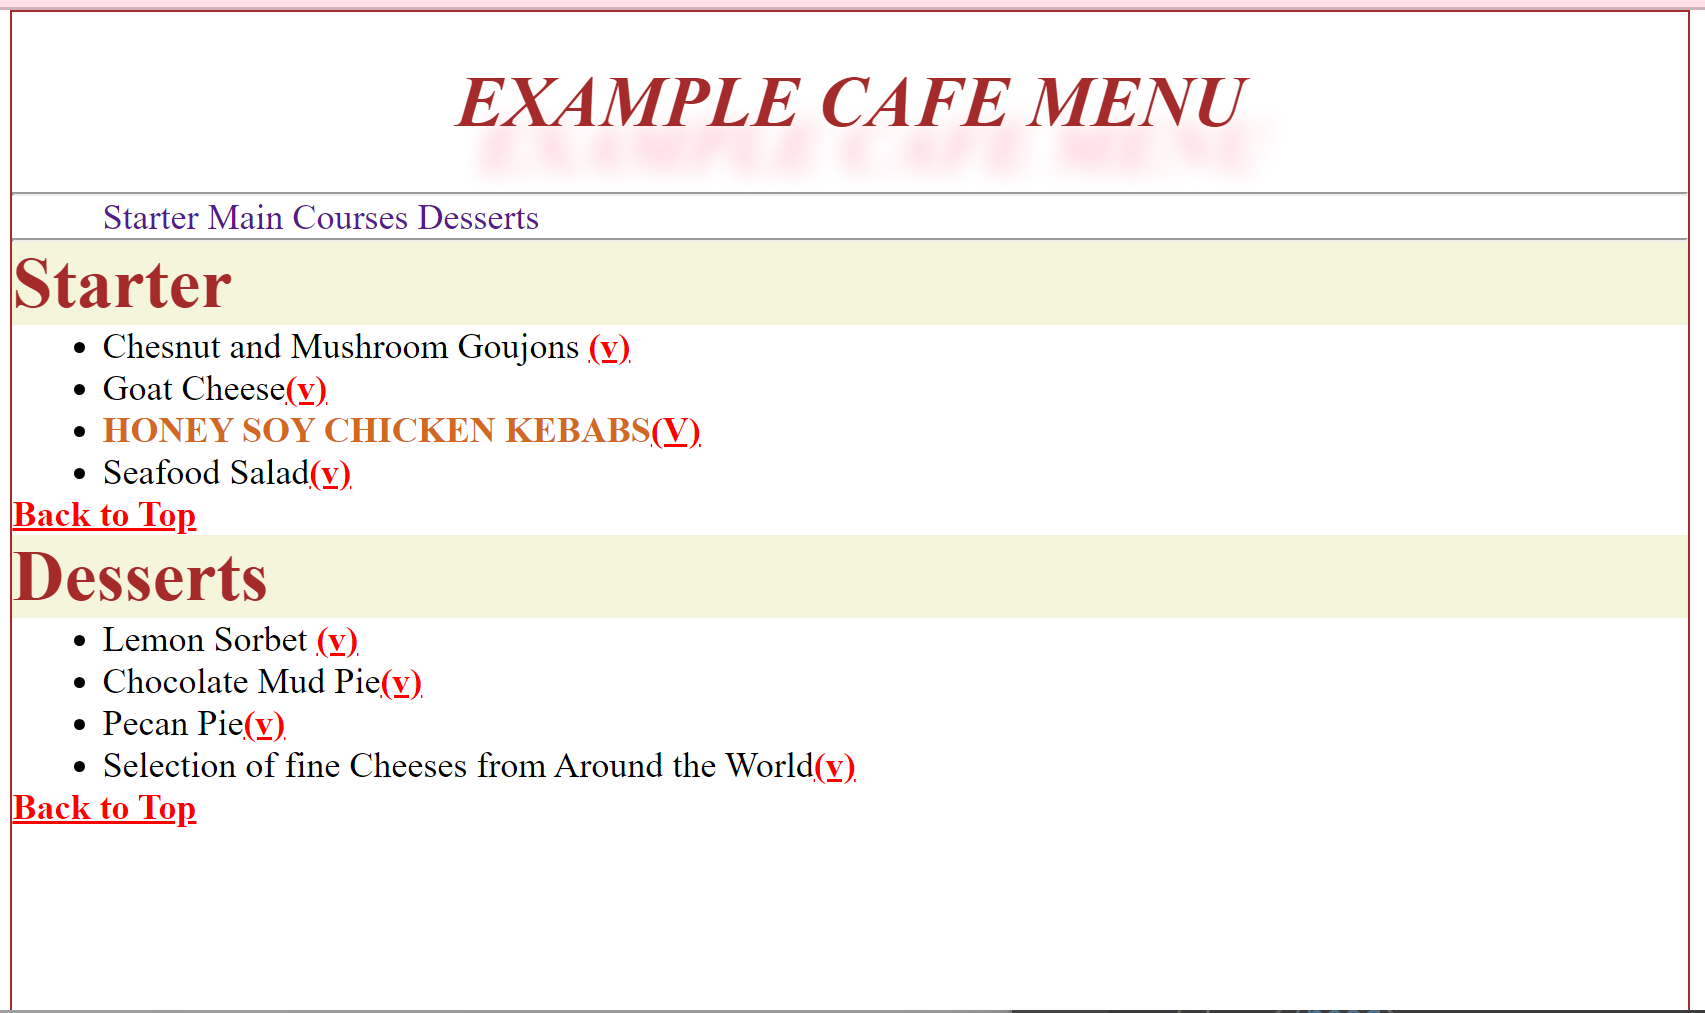 EXAMPLE CAFE MENU
Starter Main Courses Desserts
Starter
Chesnut and Mushroom Goujons (v)
Goat Cheese(v)
HONEY SOY CHICKEN KEBABS(V)
Seafood Salad(v)
Back to Top
Desserts
Lemon Sorbet (v)
Chocolate Mud Pie(v)
Pecan Pie(v)
Selection of fine Cheeses from Around the World(v)
Back to Top